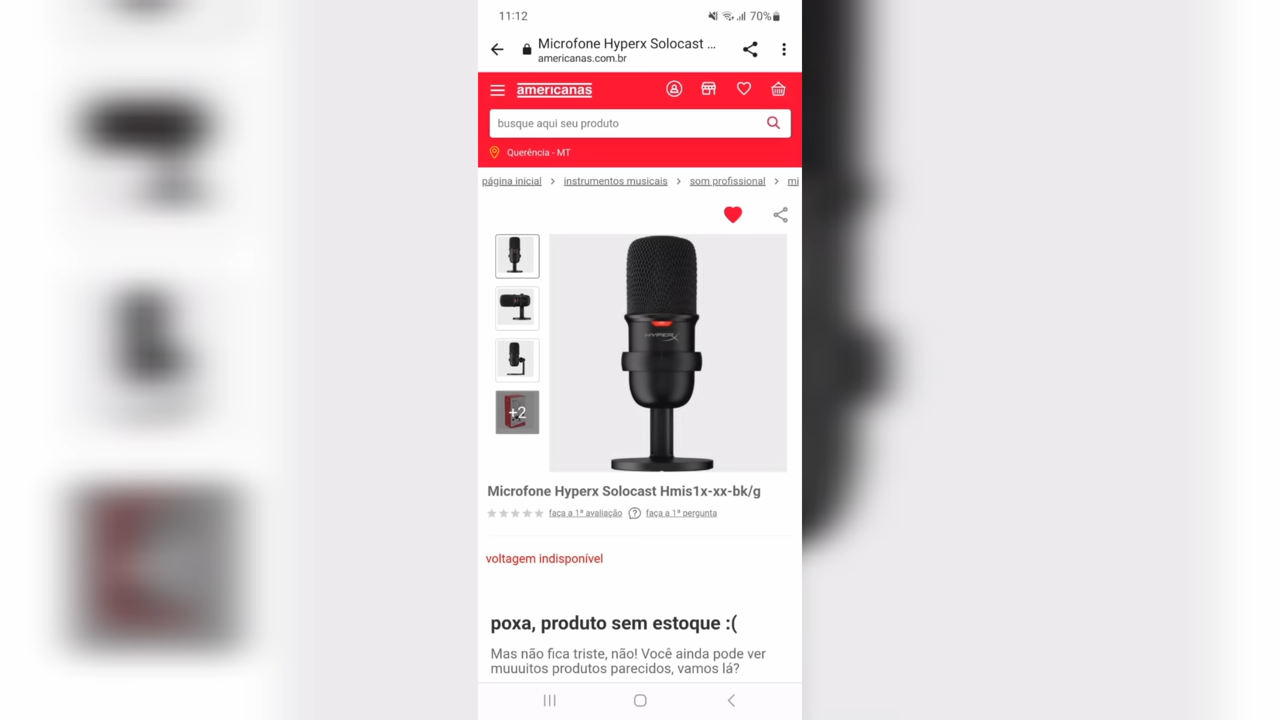 11:12
70%
Microfone Hyperx Solocast ...
americanas.com.br
americanas
busque aqui seu produto
Querência - MT
página inicial > instrumentos musicais > som profissional > mi
+2
HYPERX
Microfone Hyperx Solocast Hmis1x-xx-bk/g
faça a 1ª avaliação faça a 1ª pergunta
voltagem indisponível
poxa, produto sem estoque :(
Mas não fica triste, não! Você ainda pode ver
muuuitos produtos parecidos, vamos lá?